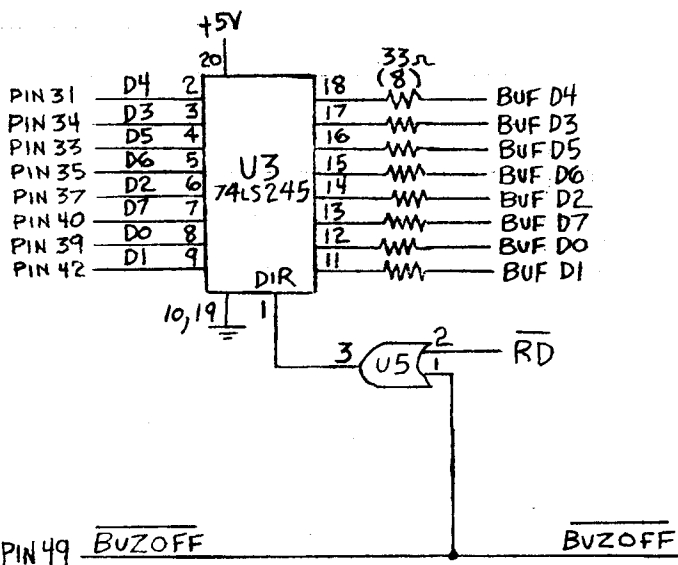 +5V
20
33Ω
(8)
PIN 31 D4 2 18 BUF D4
PIN 34 D3 3 17 BUF D3
PIN 33 D5 4 16 BUF D5
PIN 35 D6 5 15 BUF D6
PIN 37 D2 6 14 BUF D2
PIN 40 D7 7 13 BUF D7
PIN 39 D0 8 12 BUF D0
PIN 42 D1 9 11 BUF D1
U3
74LS245
DIR
10,19 1
3 U5 2 RD
1
PIN 49 BUZOFF BUZOFF